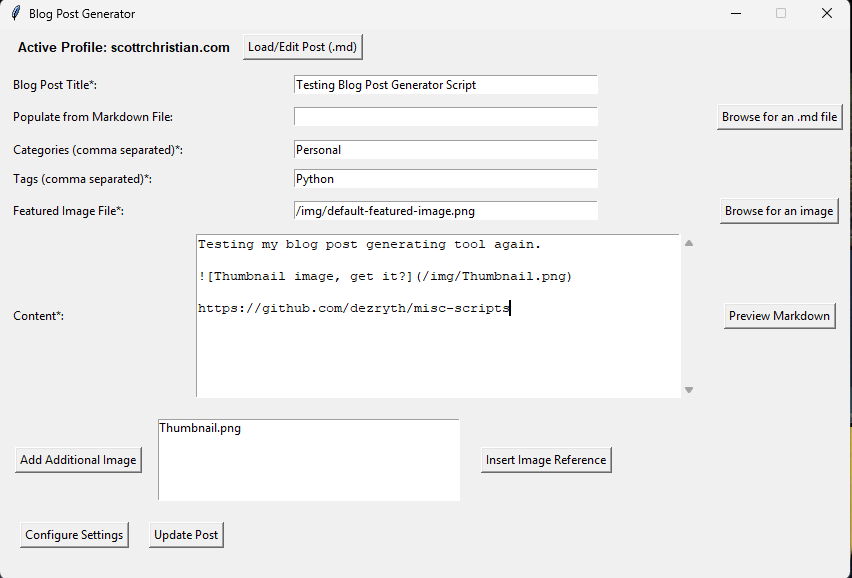 Blog Post Generator
Active Profile: scottrchristian.com Load/Edit Post (.md)
Blog Post Title*: Testing Blog Post Generator Script
Populate from Markdown File: Browse for an .md file
Categories (comma separated)*: Personal
Tags (comma separated)*: Python
Featured Image File*: /img/default-featured-image.png Browse for an image
Testing my blog post generating tool again.
![Thumbnail image, get it?](/img/Thumbnail.png)
https://github.com/dezryth/misc-scripts
Content*: Preview Markdown
Thumbnail.png
Add Additional Image Insert Image Reference
Configure Settings Update Post